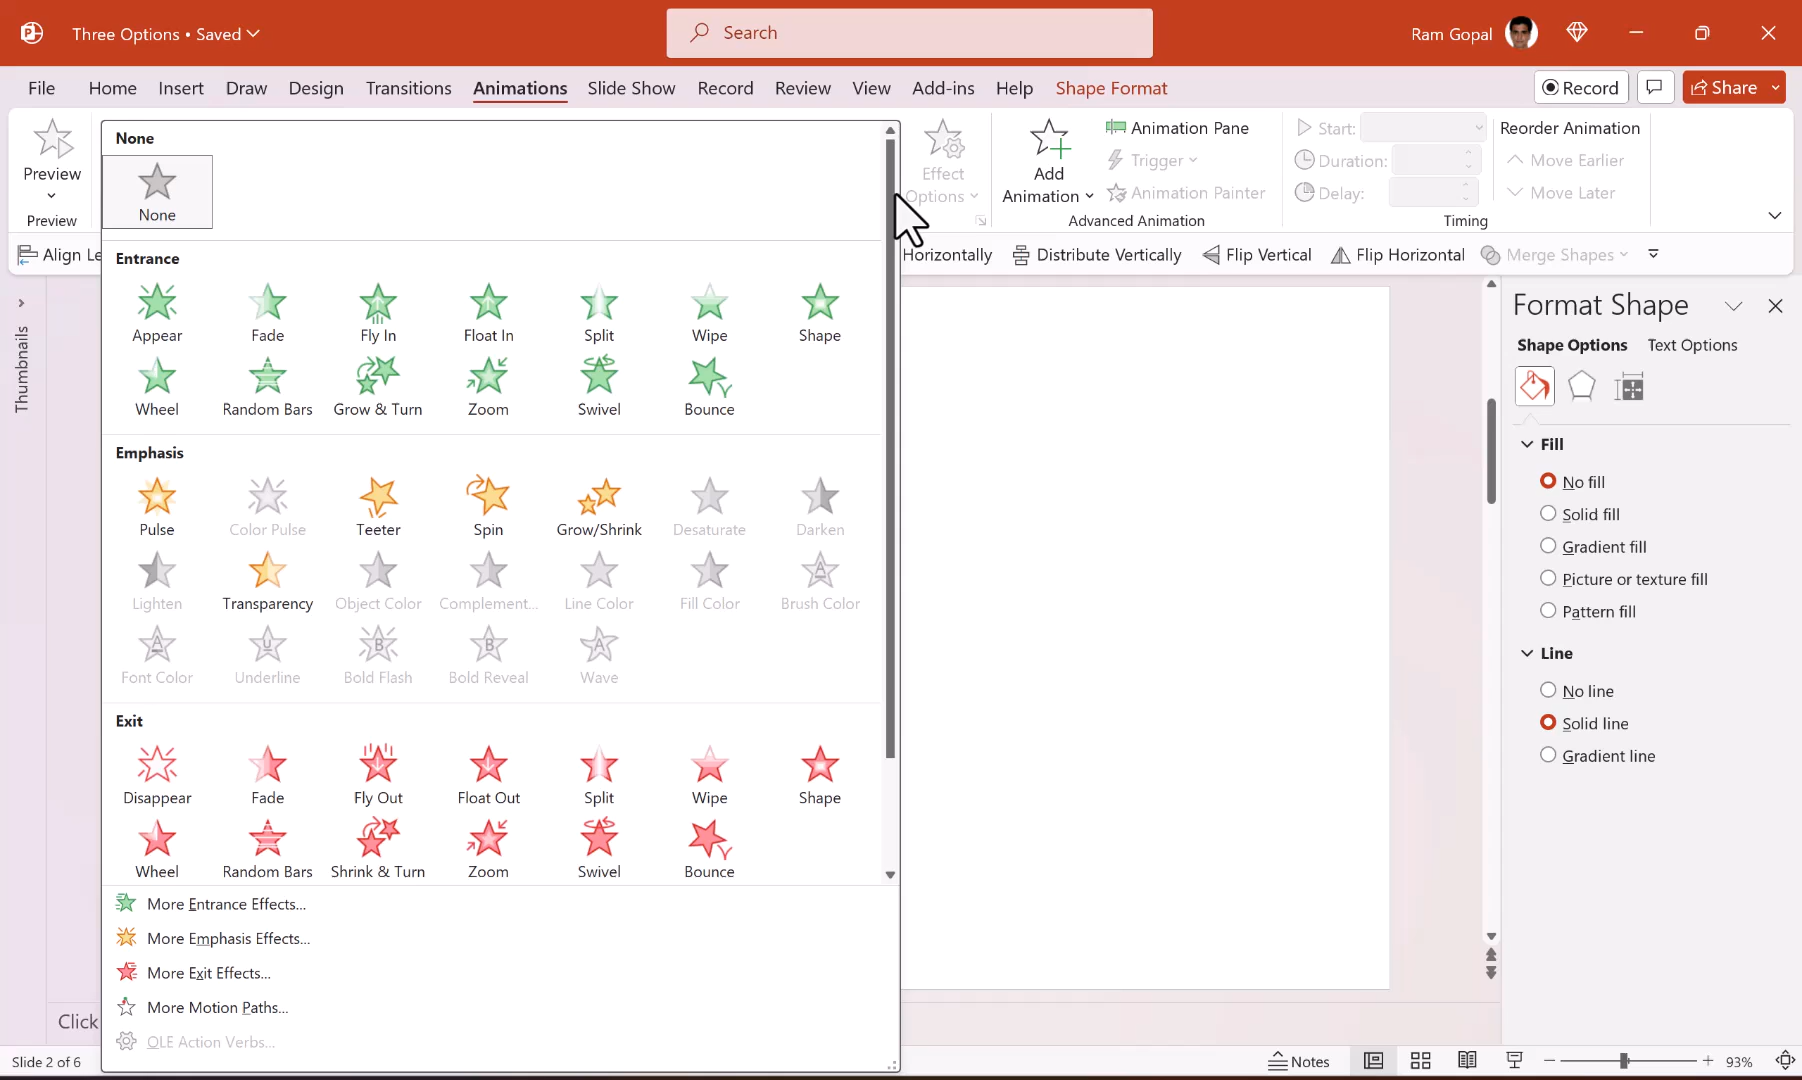 Three Options • Saved
Search
Ram Gopal
File Home Insert Draw Design Transitions Animations Slide Show Record Review View Add-ins Help Shape Format
Record
Share
Preview
Preview
None
None
Effect
Options
Add
Animation
Animation Pane
Trigger
Animation Painter
Advanced Animation
Start:
Duration:
Delay:
Timing
Reorder Animation
Move Earlier
Move Later
Align Le
Horizontally Distribute Vertically Flip Vertical Flip Horizontal Merge Shapes
Thumbnails
Entrance
Appear Fade Fly In Float In Split Wipe Shape
Wheel Random Bars Grow & Turn Zoom Swivel Bounce
Emphasis
Pulse Color Pulse Teeter Spin Grow/Shrink Desaturate Darken
Lighten Transparency Object Color Complement... Line Color Fill Color Brush Color
Font Color Underline Bold Flash Bold Reveal Wave
Exit
Disappear Fade Fly Out Float Out Split Wipe Shape
Wheel Random Bars Shrink & Turn Zoom Swivel Bounce
More Entrance Effects...
More Emphasis Effects...
More Exit Effects...
More Motion Paths...
OLE Action Verbs...
Format Shape
Shape Options Text Options
Fill
No fill
Solid fill
Gradient fill
Picture or texture fill
Pattern fill
Line
No line
Solid line
Gradient line
Click
Slide 2 of 6
Notes
93%